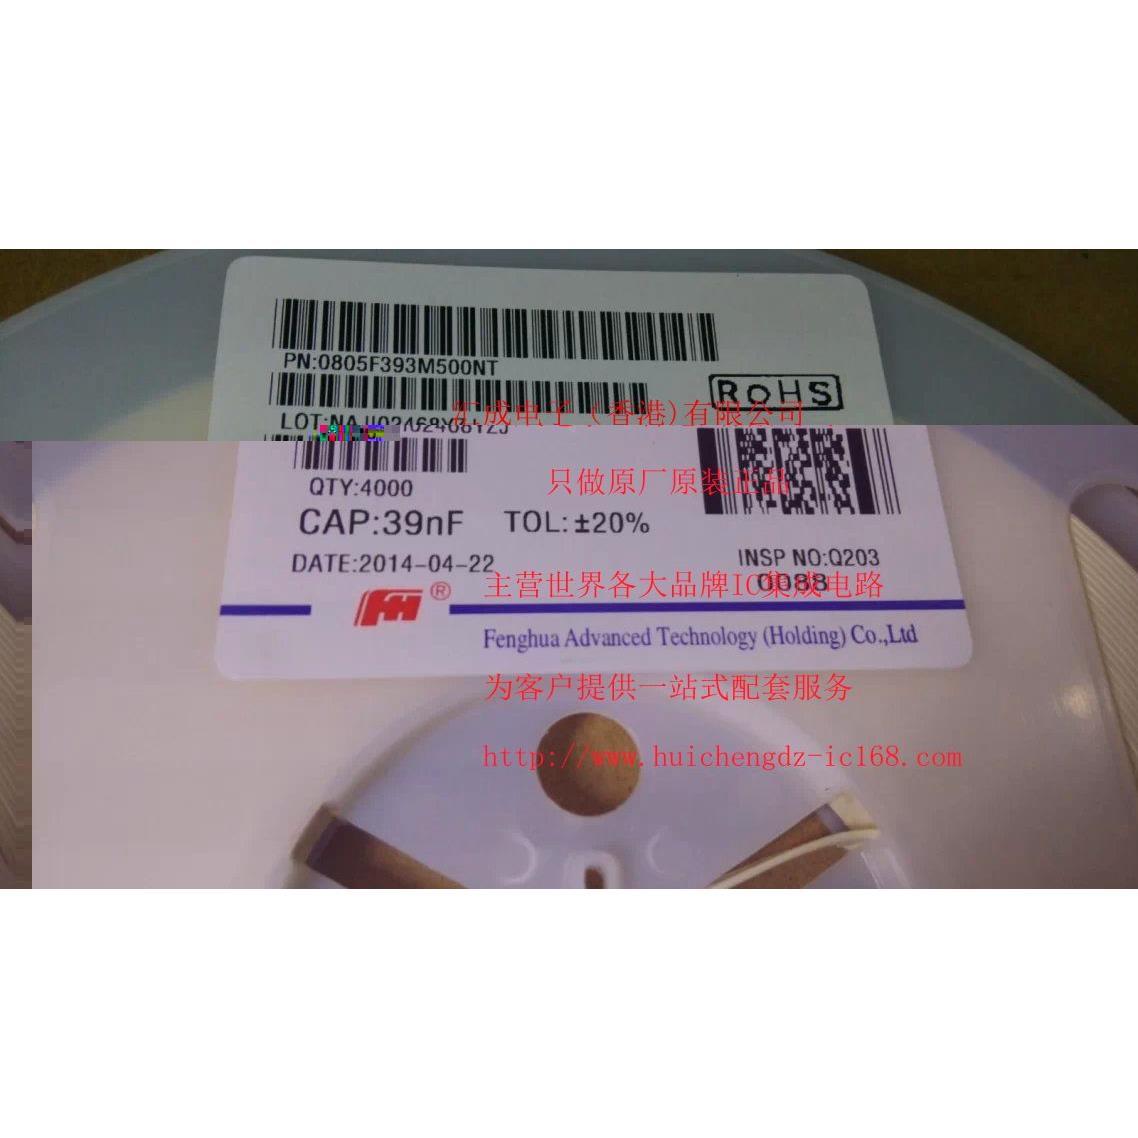 PN:0805F393M500NT
RoHS
汇成电子（香港)有限公司
QTY:4000
只做原厂原装正品
CAP:39nF TOL:±20%
DATE:2014-04-22
INSP NO:Q203
0088
主营世界各大品牌IC集成电路
FH ®
Fenghua Advanced Technology (Holding) Co.,Ltd
为客户提供一站式配套服务
http://www.huichengdz-ic168.com